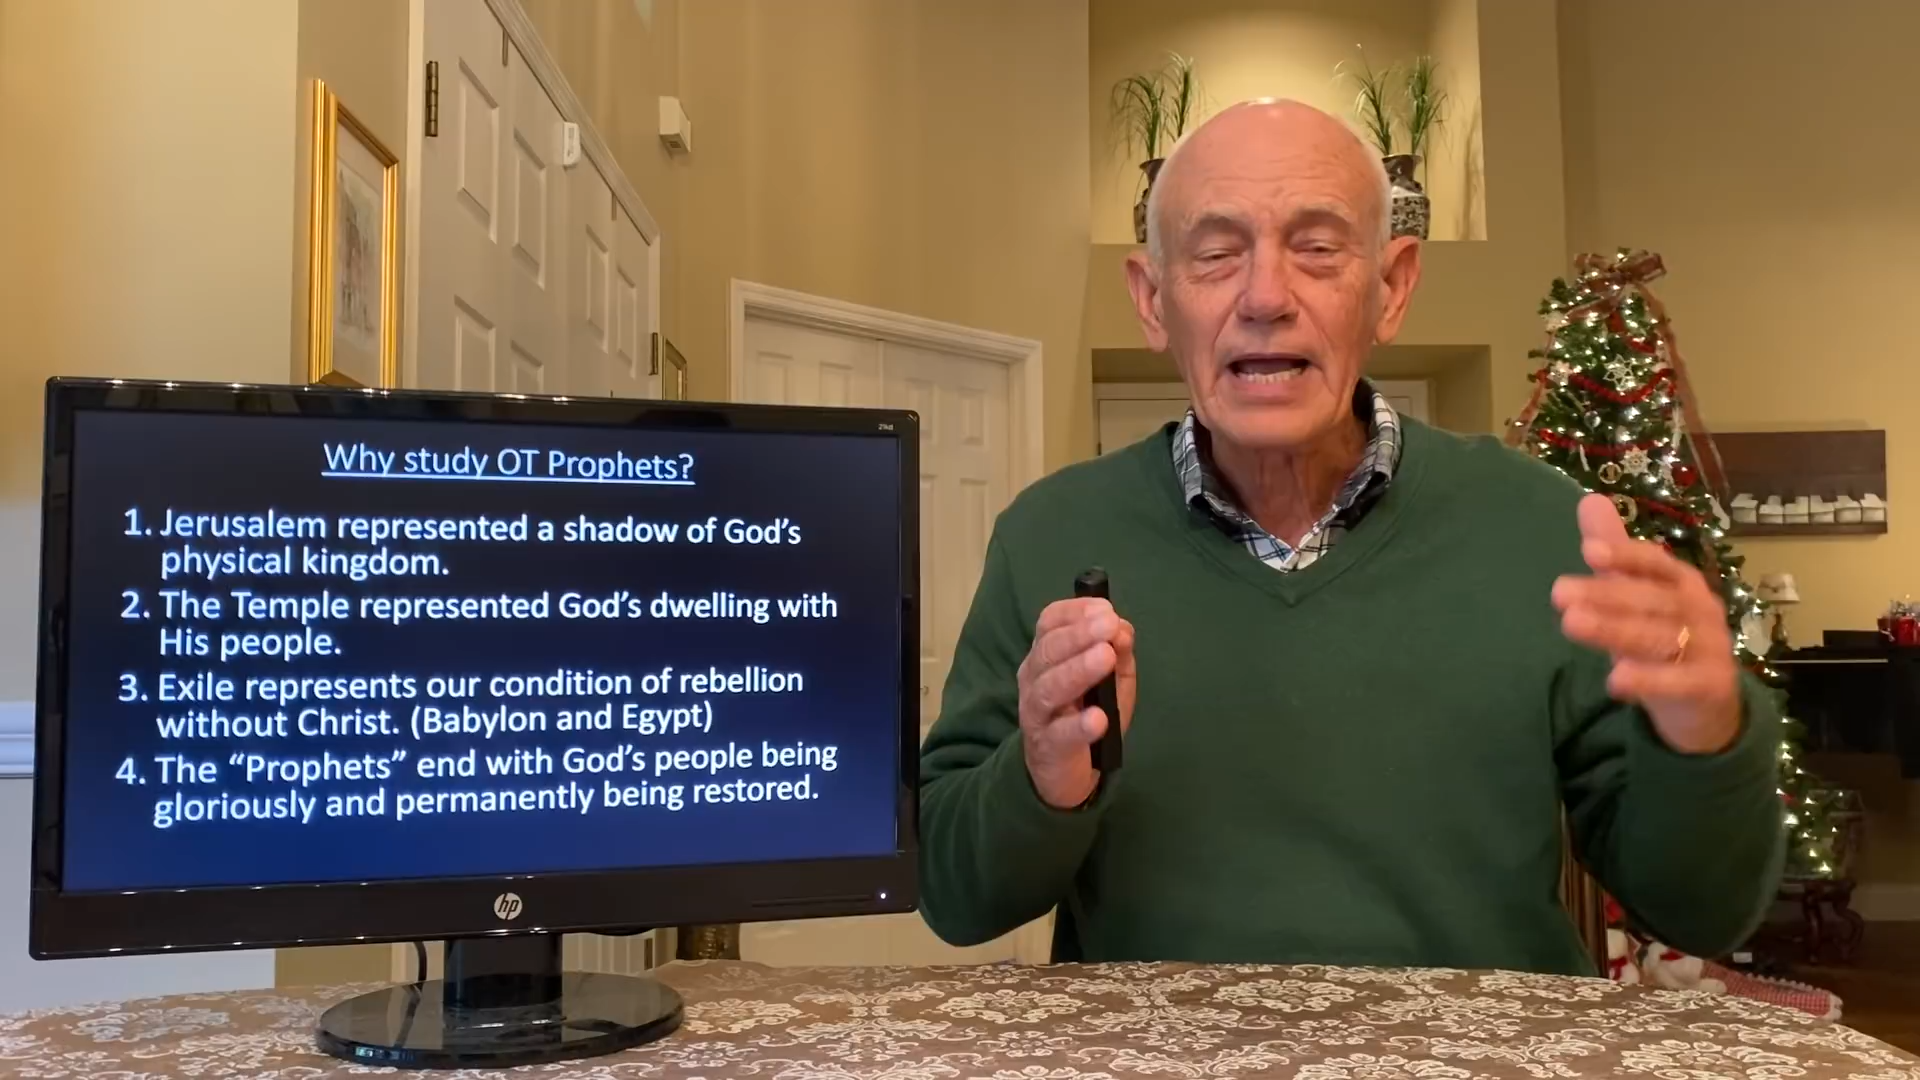 Why study OT Prophets?
1. Jerusalem represented a shadow of God's
physical kingdom.
2. The Temple represented God's dwelling with
His people.
3. Exile represents our condition of rebellion
without Christ. (Babylon and Egypt)
4. The “Prophets” end with God's people being
gloriously and permanently being restored.
hp